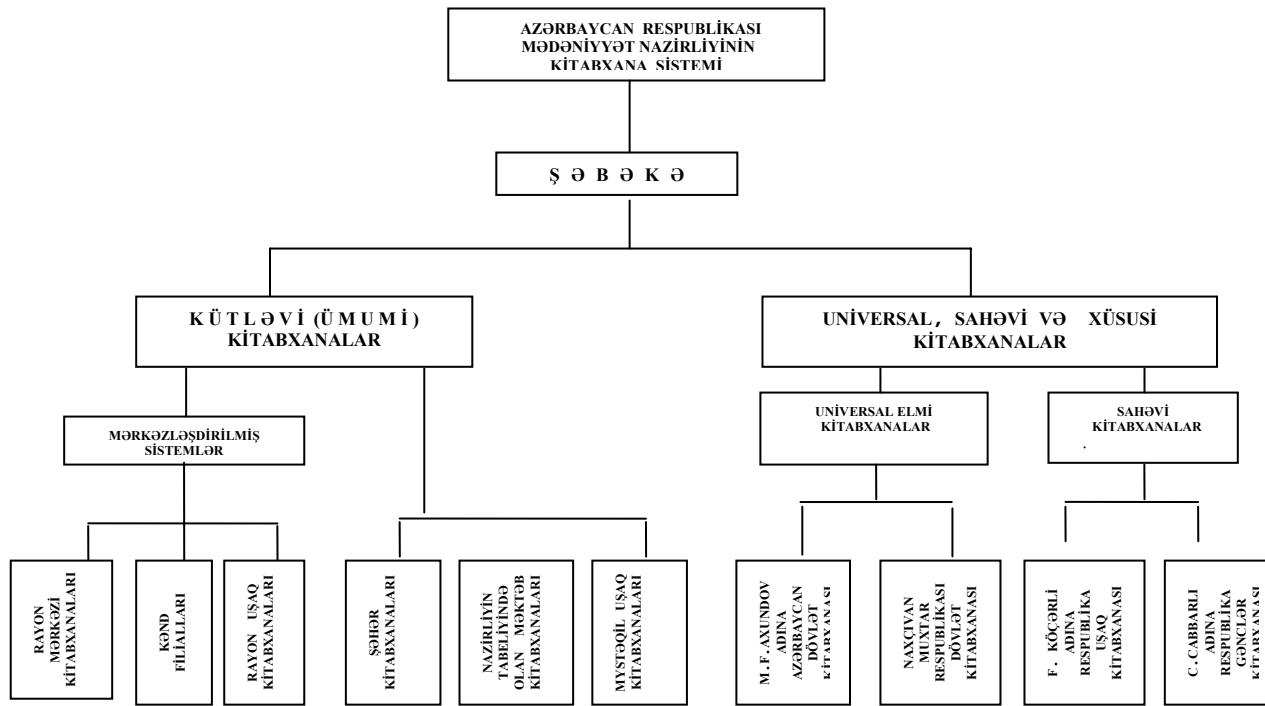 AZƏRBAYCAN RESPUBLİKASI
MƏDƏNİYYƏT NAZİRLİYİNİN
KİTABXANA SİSTEMİ
Ş Ə B Ə K Ə
K Ü T L Ə V İ (Ü M U M İ )
KİTABXANALAR
UNİVERSAL, SAHƏVİ VƏ XÜSUSİ
KİTABXANALAR
MƏRKƏZLƏŞDİRİLMİŞ
SİSTEMLƏR
UNİVERSAL ELMİ
KİTABXANALAR
SAHƏVİ
KİTABXANALAR
.
RAYON
MƏRKƏZİ
KİTABXANALARI
KƏND
FİLİALLARI
RAYON UŞAQ
KİTABXANALARI
ŞƏHƏR
KİTABXANALARI
NAZİRLİYİN
TABELİYİNDƏ
OLAN MƏKTƏB
KİTABXANALARI
MYSTƏQİL UŞAQ
KİTABXANALARI
M.F.AXUNDOV
ADINA
AZƏRBAYCAN
DÖVLƏT
KİTABXANASI
NAXÇIVAN
MUXTAR
RESPUBLİKASI
DÖVLƏT
KİTABXANASI
F. KÖÇƏRLİ
ADINA
RESPUBLİKA
UŞAQ
KİTABXANASI
C.CABBARLI
ADINA
RESPUBLİKA
GƏNCLƏR
KİTABXANASI